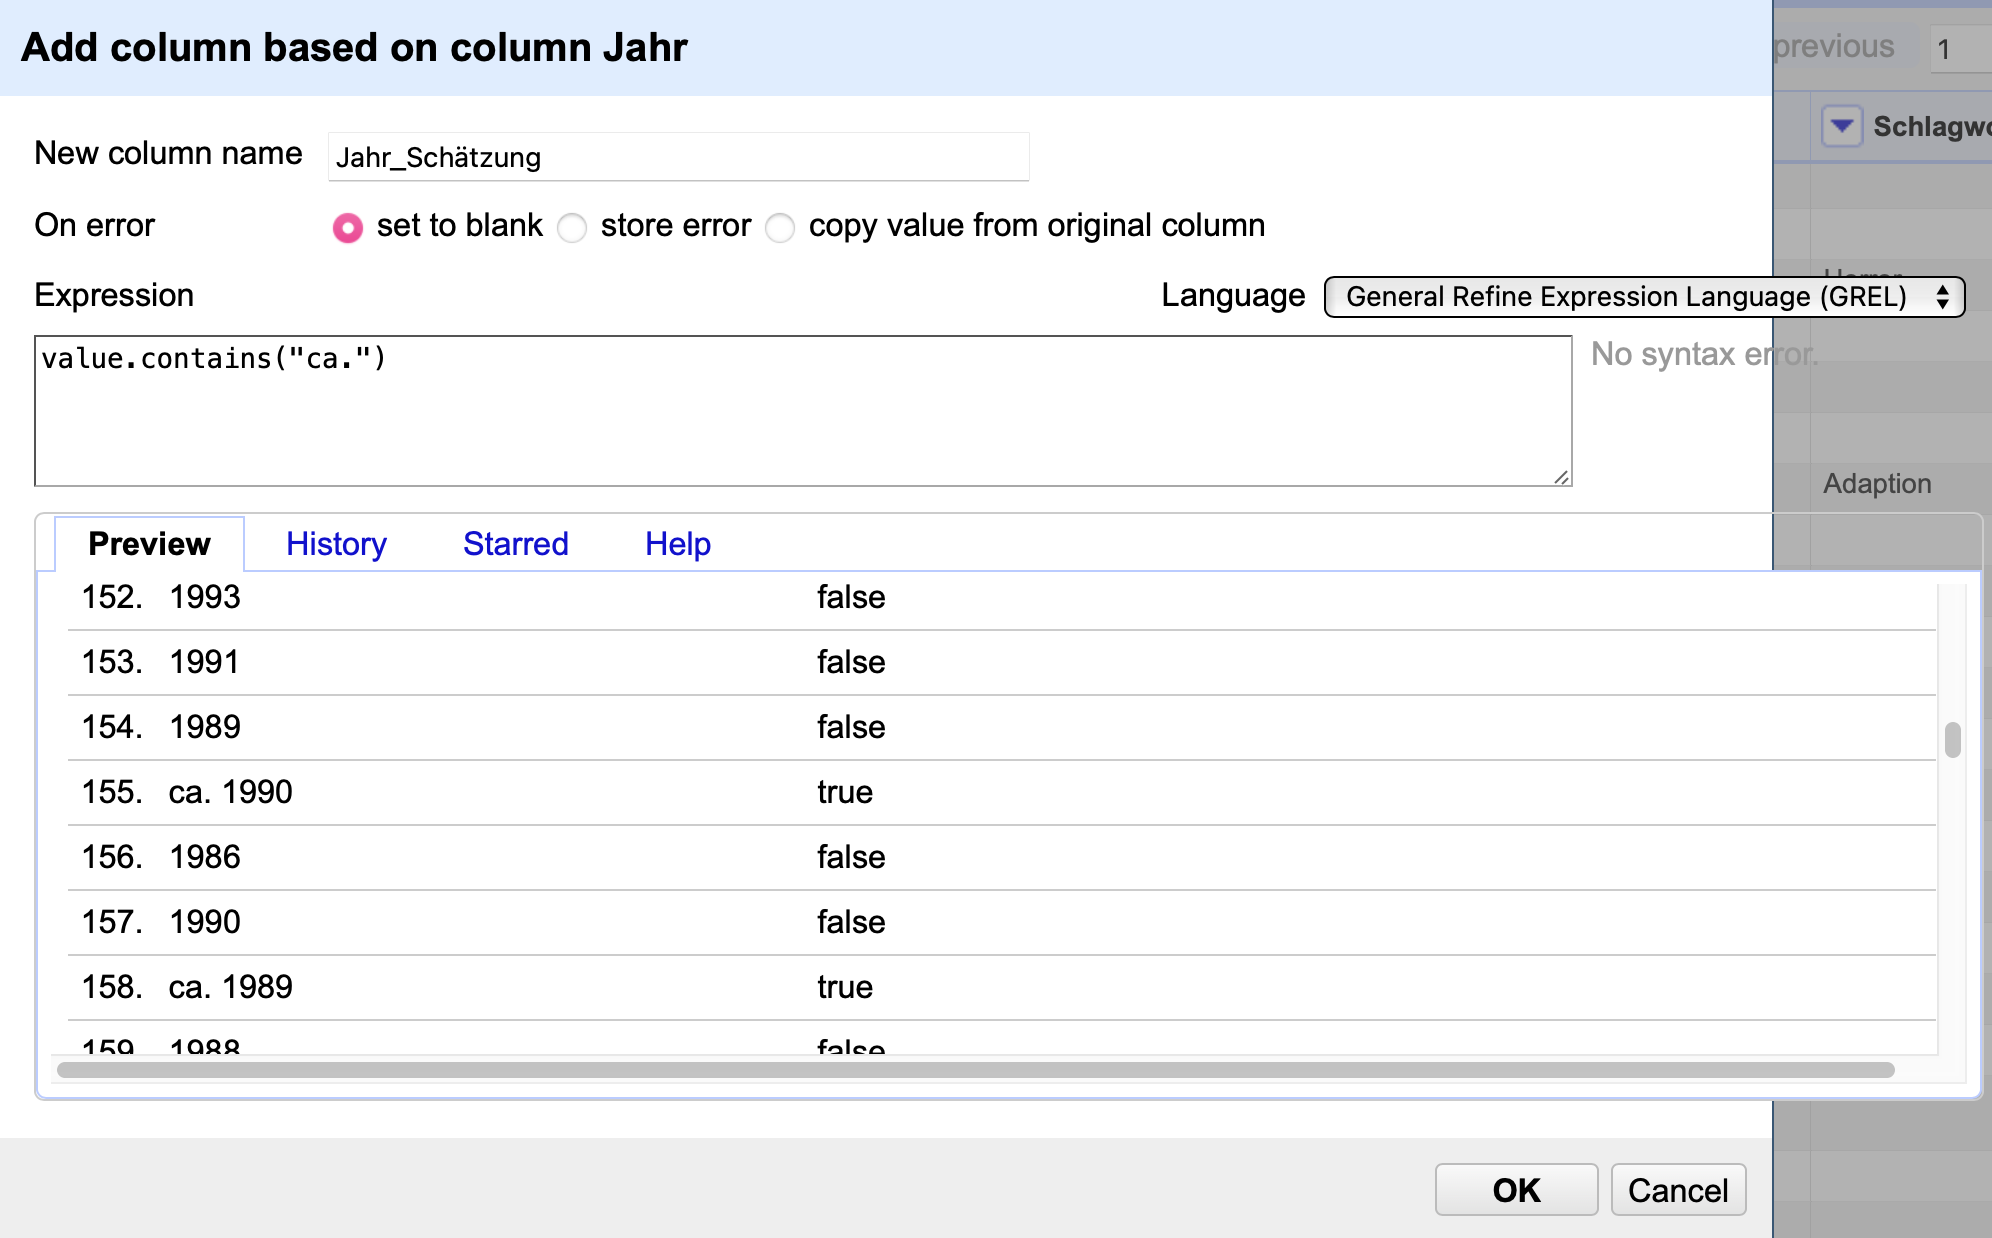 Add column based on column Jahr
previous 1
New column name Jahr_Schätzung
Schlagwo
On error set to blank store error copy value from original column
Expression Language General Refine Expression Language (GREL)
value.contains("ca.")
No syntax error.
Adaption
Preview History Starred Help
152. 1993 false
153. 1991 false
154. 1989 false
155. ca. 1990 true
156. 1986 false
157. 1990 false
158. ca. 1989 true
159. 1988 false
OK Cancel